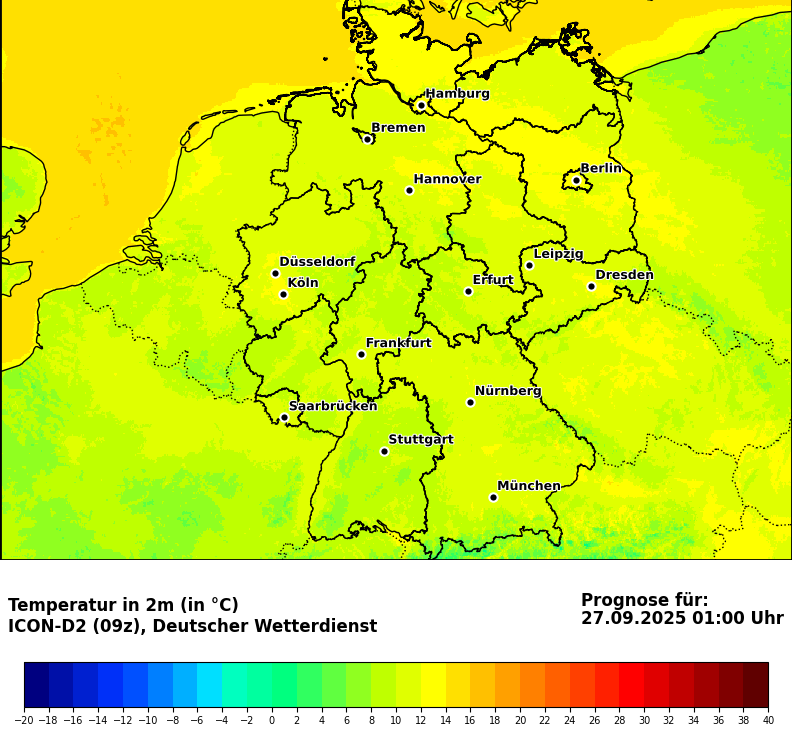 Hamburg
Bremen
Berlin
Hannover
Leipzig
Düsseldorf
Dresden
Köln
Erfurt
Frankfurt
Nürnberg
Saarbrücken
Stuttgart
München
Temperatur in 2m (in °C)
ICON-D2 (09z), Deutscher Wetterdienst
Prognose für:
27.09.2025 01:00 Uhr
−20 −18 −16 −14 −12 −10 −8 −6 −4 −2 0 2 4 6 8 10 12 14 16 18 20 22 24 26 28 30 32 34 36 38 40